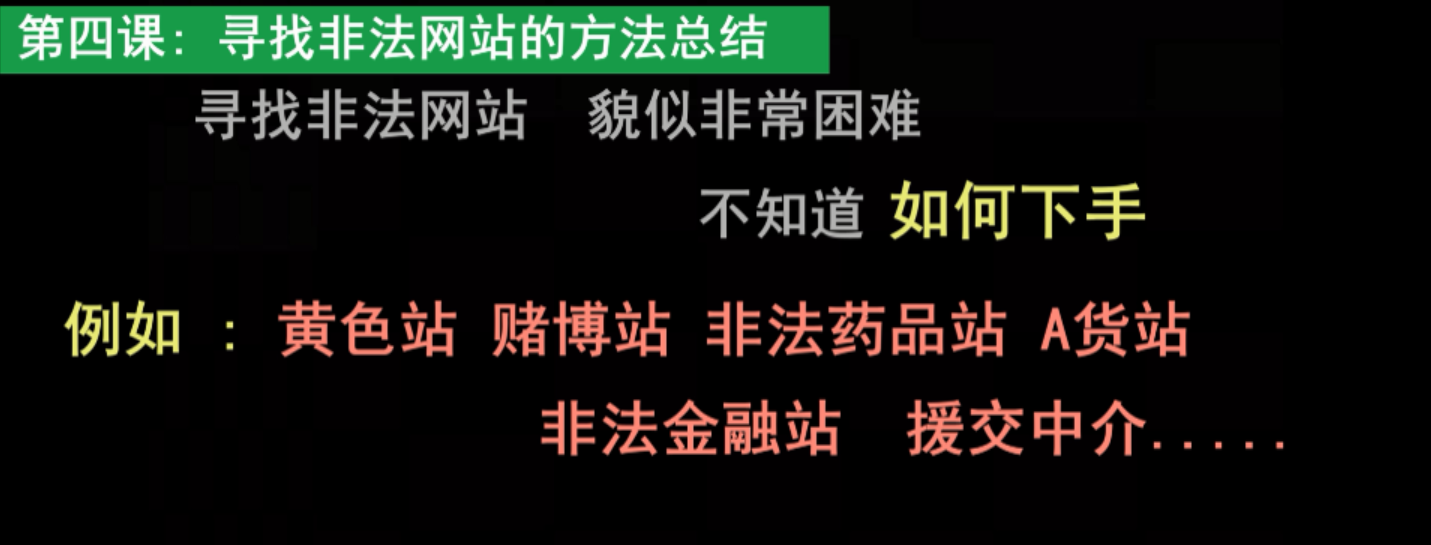 第四课: 寻找非法网站的方法总结
寻找非法网站 貌似非常困难
不知道 如何下手
例如 : 黄色站 赌博站 非法药品站 A货站
非法金融站 援交中介.....